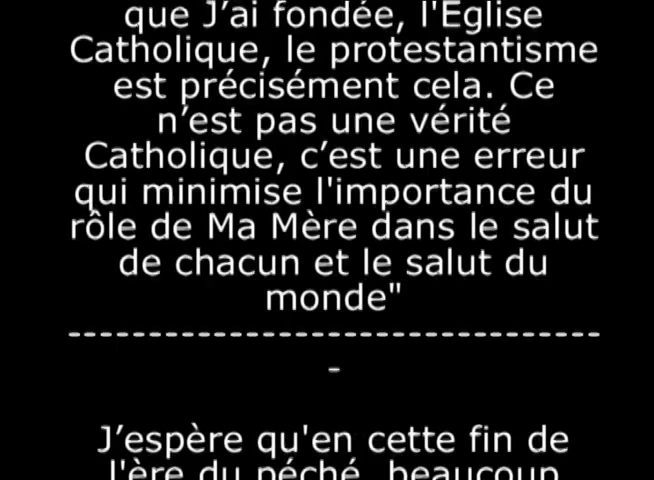 que J’ai fondée, l'Église
Catholique, le protestantisme
est précisément cela. Ce
n’est pas une vérité
Catholique, c’est une erreur
qui minimise l'importance du
rôle de Ma Mère dans le salut
de chacun et le salut du
monde"
---------------------------------
-
J’espère qu'en cette fin de
l'ère du péché, beaucoup